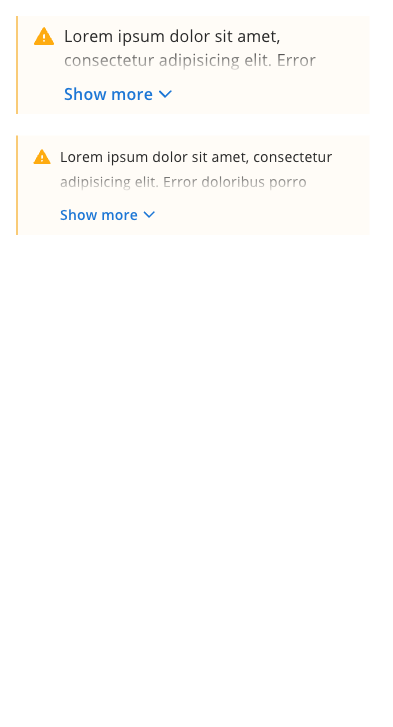 Lorem ipsum dolor sit amet,
consectetur adipisicing elit. Error
Show more
Lorem ipsum dolor sit amet, consectetur
adipisicing elit. Error doloribus porro
Show more